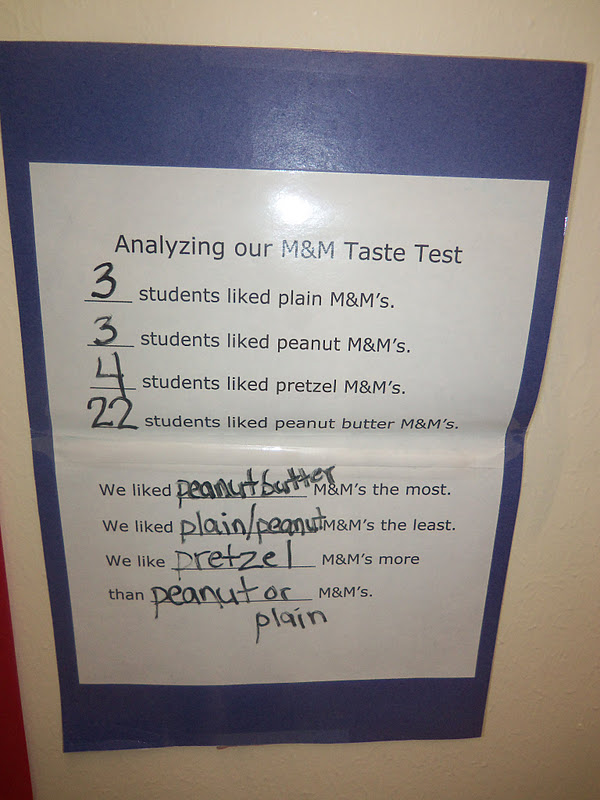 Analyzing our M&M Taste Test
3 students liked plain M&M's.
3 students liked peanut M&M's.
4 students liked pretzel M&M's.
22 students liked peanut butter M&M's.
We liked peanut butter M&M's the most.
We liked plain/peanut M&M's the least.
We like pretzel M&M's more
than peanut or M&M's.
plain